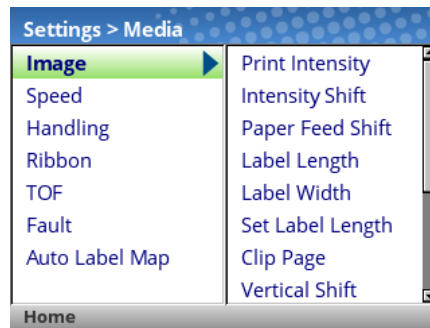 Settings > Media
Image
Speed
Handling
Ribbon
TOF
Fault
Auto Label Map
Print Intensity
Intensity Shift
Paper Feed Shift
Label Length
Label Width
Set Label Length
Clip Page
Vertical Shift
Home